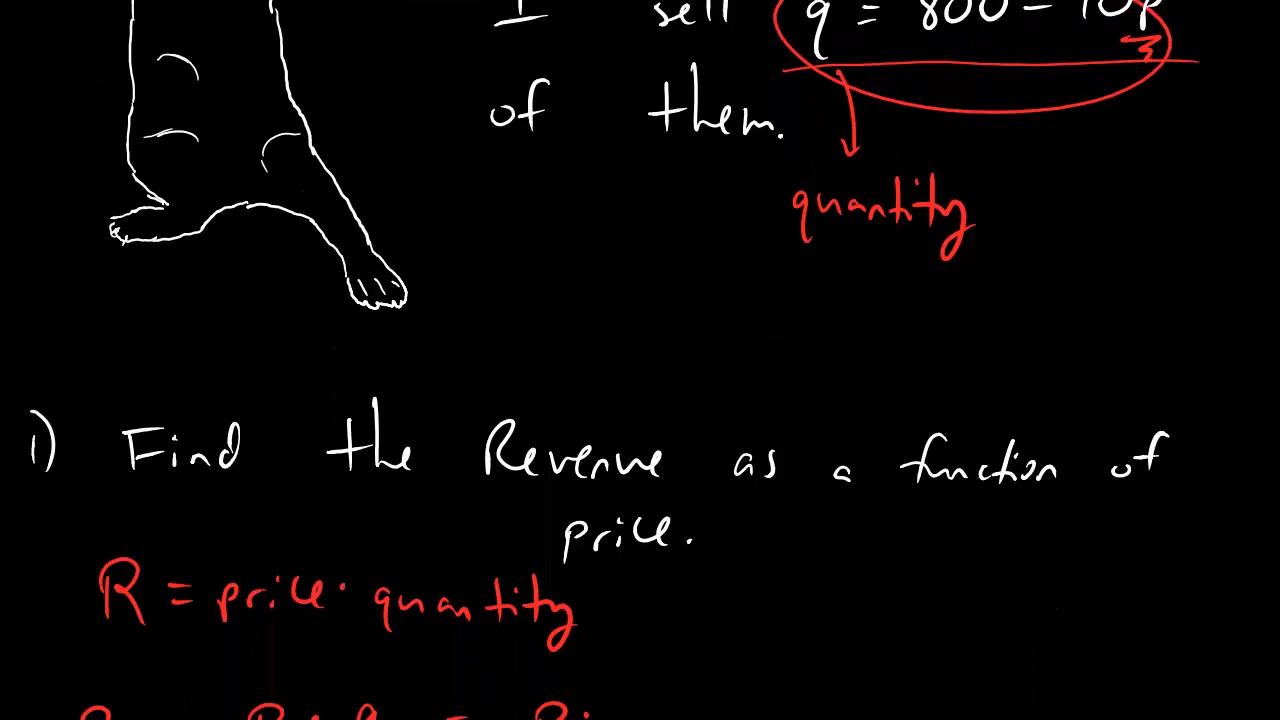 I sell q = 800 - 10p
of them.
quantity
1) Find the Revenue as a function of
price.
R = price · quantity